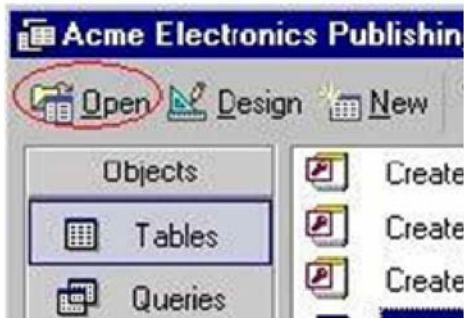 Acme Electronics Publishin
Open Design New
Objects
Tables
Queries
Create
Create
Create